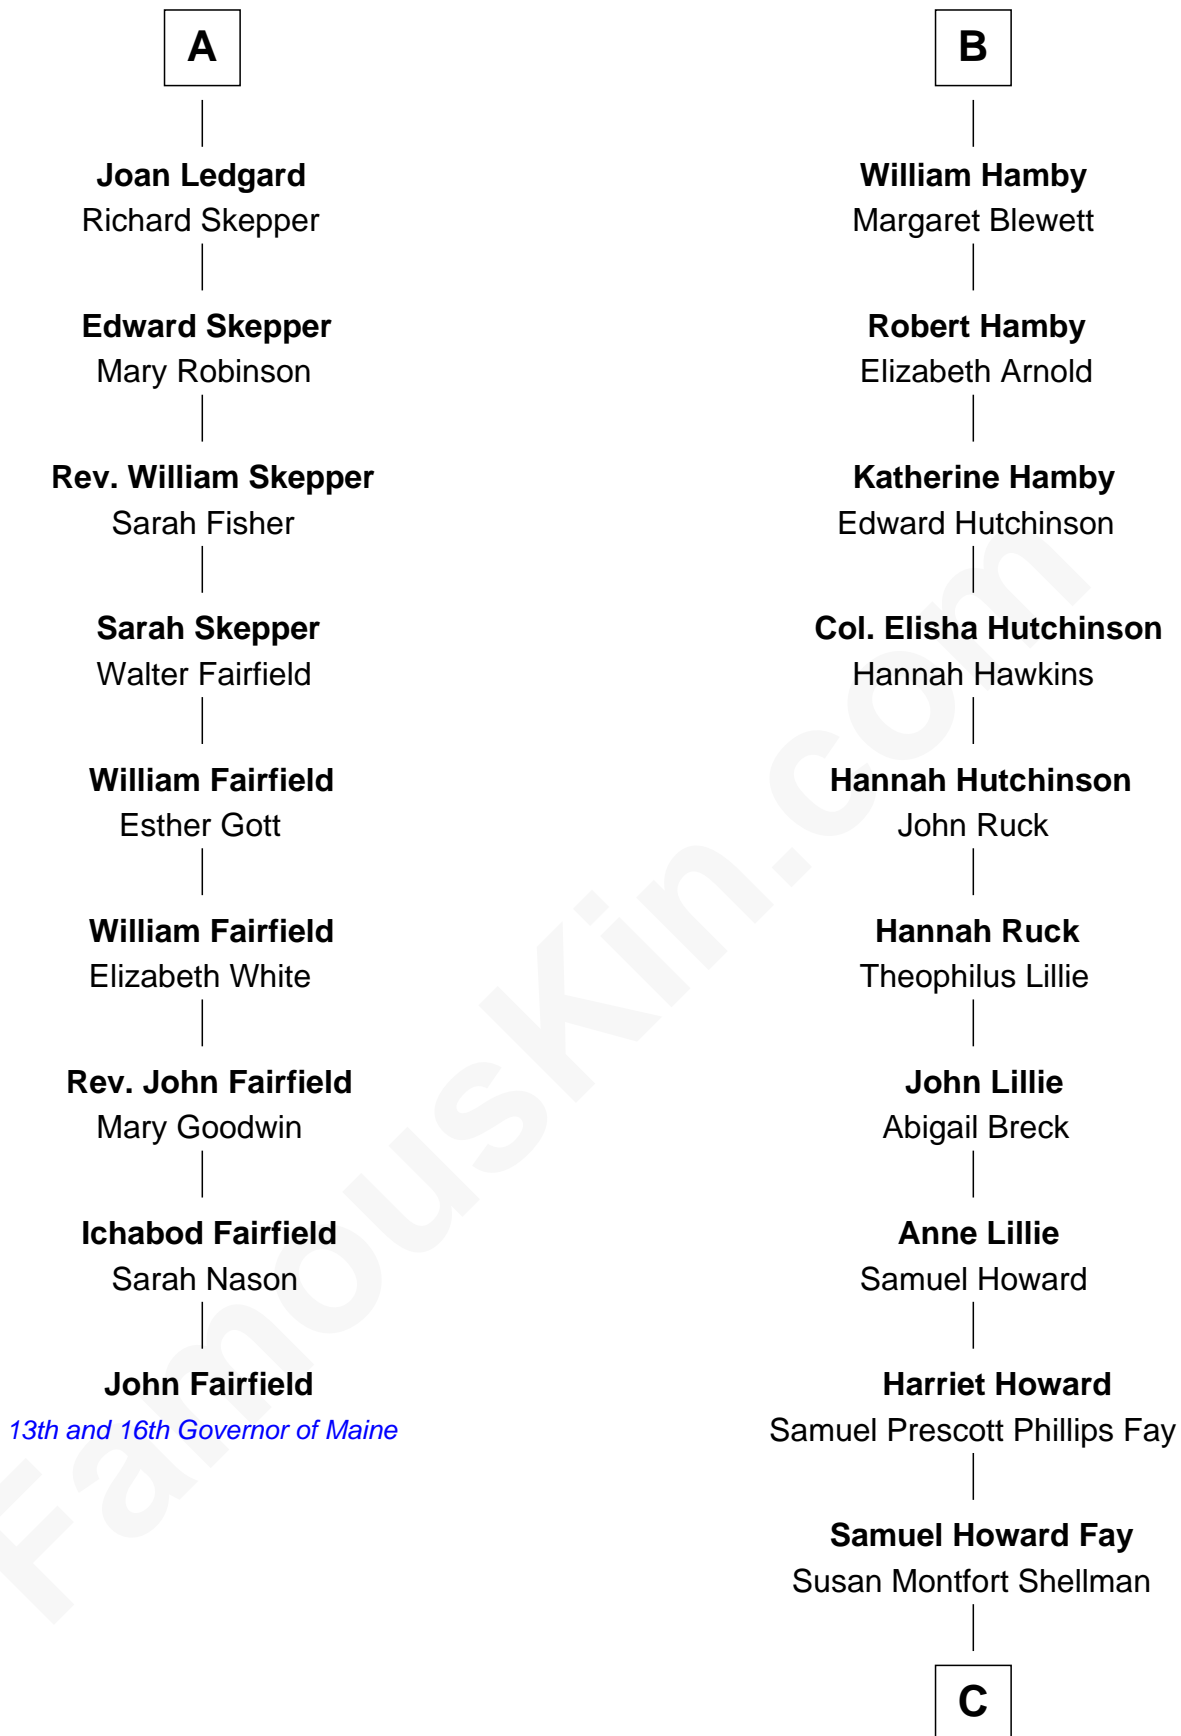 A
Joan Ledgard
Richard Skepper
Edward Skepper
Mary Robinson
Rev. William Skepper
Sarah Fisher
Sarah Skepper
Walter Fairfield
William Fairfield
Esther Gott
William Fairfield
Elizabeth White
Rev. John Fairfield
Mary Goodwin
Ichabod Fairfield
Sarah Nason
John Fairfield
13th and 16th Governor of Maine
B
William Hamby
Margaret Blewett
Robert Hamby
Elizabeth Arnold
Katherine Hamby
Edward Hutchinson
Col. Elisha Hutchinson
Hannah Hawkins
Hannah Hutchinson
John Ruck
Hannah Ruck
Theophilus Lillie
John Lillie
Abigail Breck
Anne Lillie
Samuel Howard
Harriet Howard
Samuel Prescott Phillips Fay
Samuel Howard Fay
Susan Montfort Shellman
C
FamousKin.com